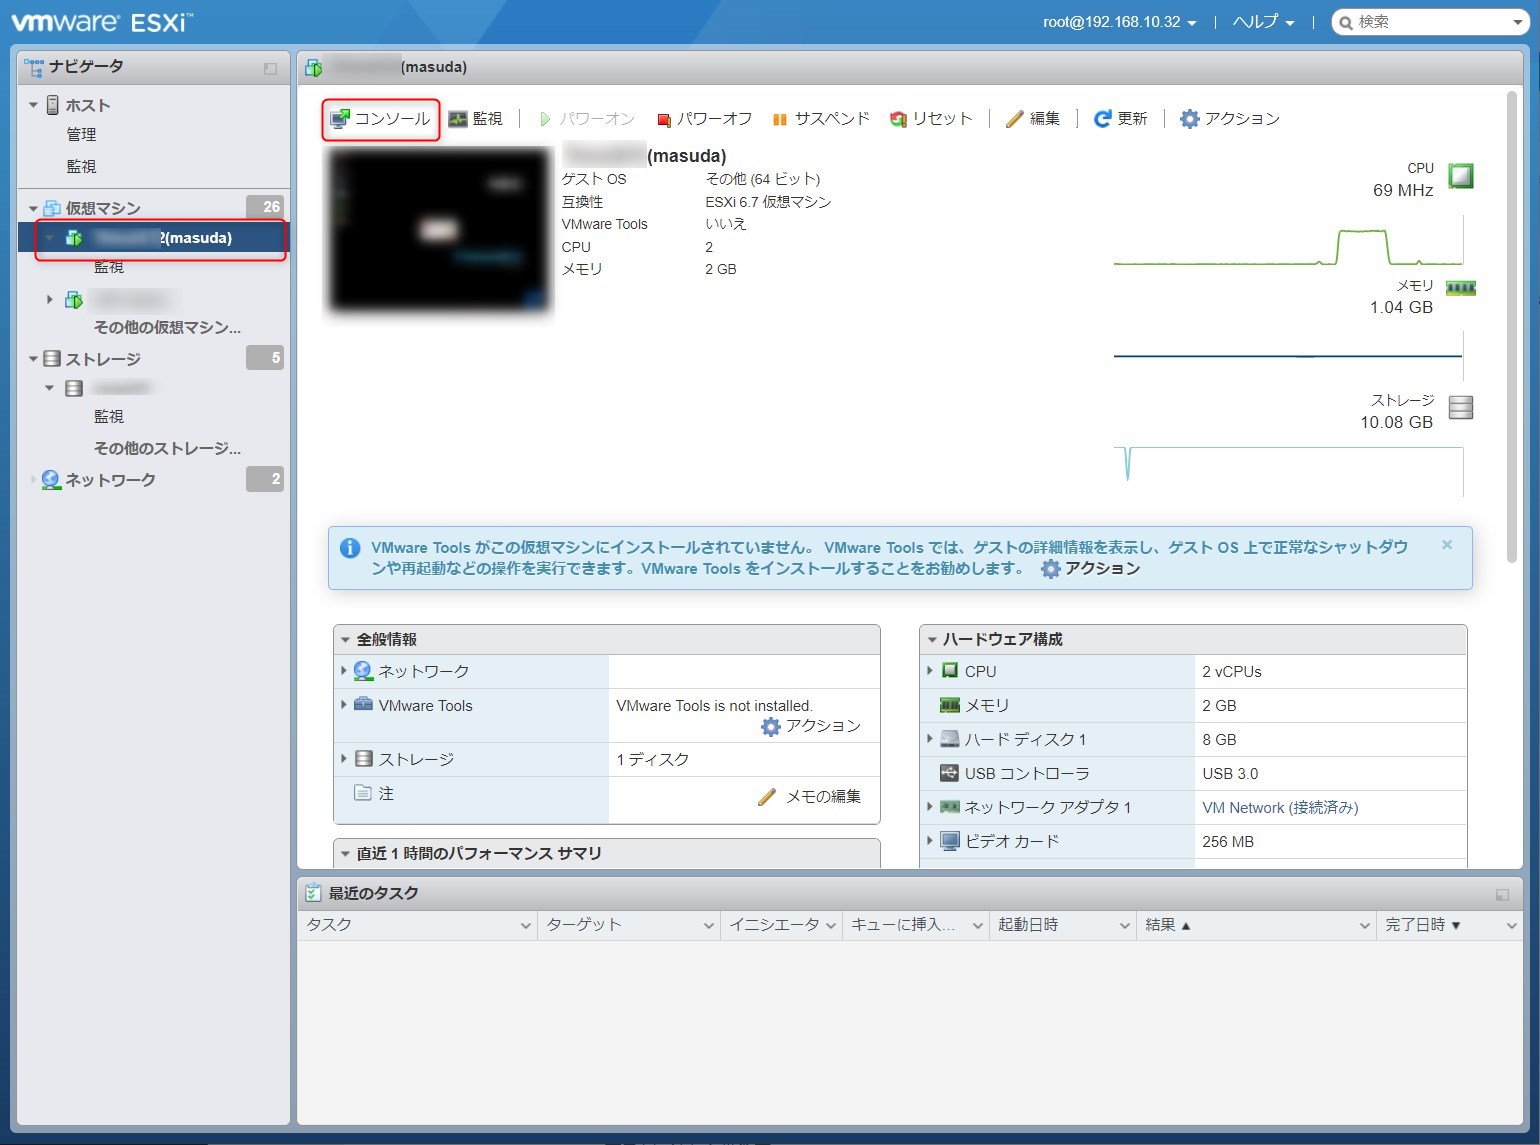 vmware ESXi™
root@192.168.10.32
ヘルプ
検索
ナビゲータ
ホスト
管理
監視
仮想マシン 26
2(masuda)
監視
その他の仮想マシン...
ストレージ 5
監視
その他のストレージ...
ネットワーク 2
(masuda)
コンソール 監視 パワーオン パワーオフ サスペンド リセット 編集 更新 アクション
(masuda)
ゲスト OS その他 (64 ビット)
互換性 ESXi 6.7 仮想マシン
VMware Tools いいえ
CPU 2
メモリ 2 GB
CPU
69 MHz
メモリ
1.04 GB
ストレージ
10.08 GB
VMware Tools がこの仮想マシンにインストールされていません。 VMware Tools では、ゲストの詳細情報を表示し、ゲスト OS 上で正常なシャットダウ
ンや再起動などの操作を実行できます。VMware Tools をインストールすることをお勧めします。 アクション
全般情報
ネットワーク
VMware Tools VMware Tools is not installed.
アクション
ストレージ 1 ディスク
注 メモの編集
直近 1 時間のパフォーマンス サマリ
ハードウェア構成
CPU 2 vCPUs
メモリ 2 GB
ハード ディスク 1 8 GB
USB コントローラ USB 3.0
ネットワーク アダプタ 1 VM Network (接続済み)
ビデオ カード 256 MB
最近のタスク
タスク ターゲット イニシエータ キューに挿入... 起動日時 結果 ▲ 完了日時 ▼